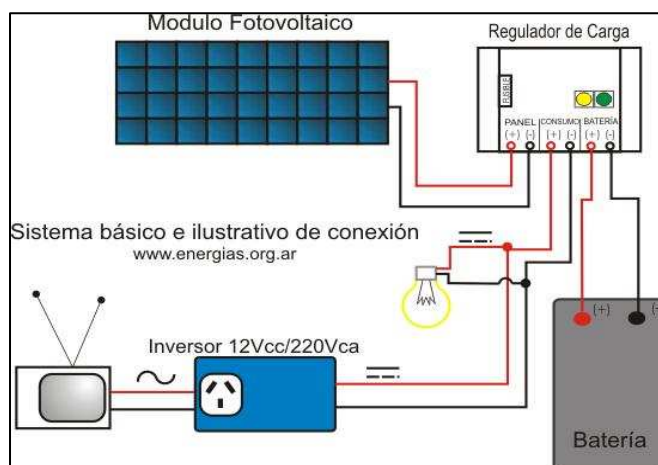 Modulo Fotovoltaico
Regulador de Carga
FUSIBLE
PANEL CONSUMO BATERÍA
(+) (-) (+) (-) (+) (-)
Sistema básico e ilustrativo de conexión
www.energias.org.ar
Inversor 12Vcc/220Vca
(+) (-
Batería